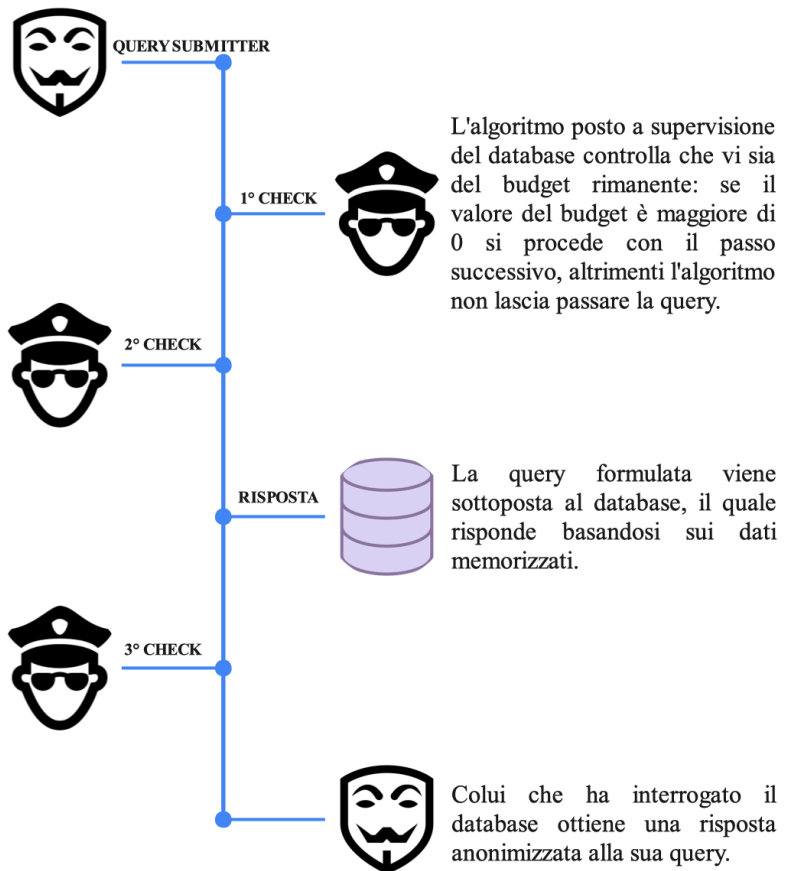 QUERY SUBMITTER
1° CHECK
L'algoritmo posto a supervisione
del database controlla che vi sia
del budget rimanente: se il
valore del budget è maggiore di
0 si procede con il passo
successivo, altrimenti l'algoritmo
non lascia passare la query.
2° CHECK
RISPOSTA
La query formulata viene
sottoposta al database, il quale
risponde basandosi sui dati
memorizzati.
3° CHECK
Colui che ha interrogato il
database ottiene una risposta
anonimizzata alla sua query.